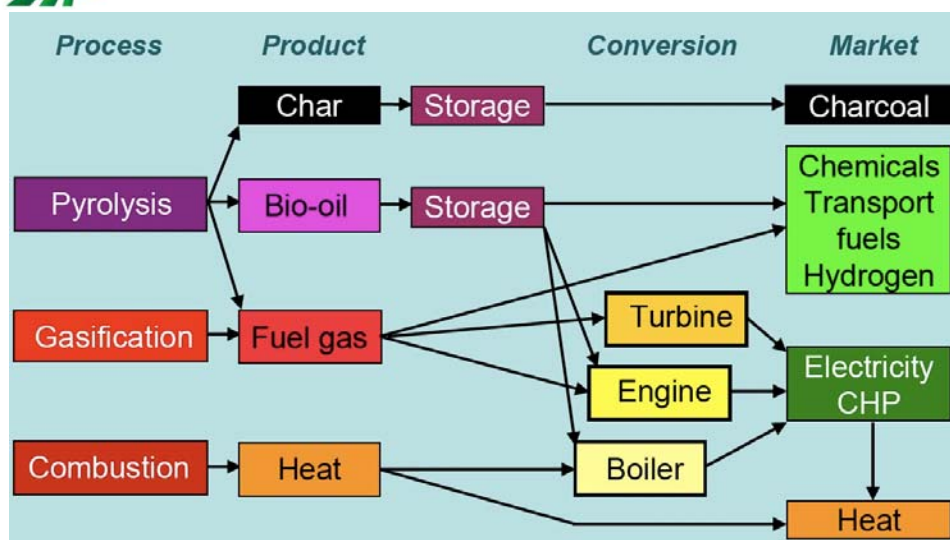 Process Product Conversion Market
Char Storage Charcoal
Pyrolysis Bio-oil Storage
Chemicals
Transport
fuels
Hydrogen
Gasification Fuel gas Turbine
Engine
Electricity
CHP
Combustion Heat Boiler
Heat